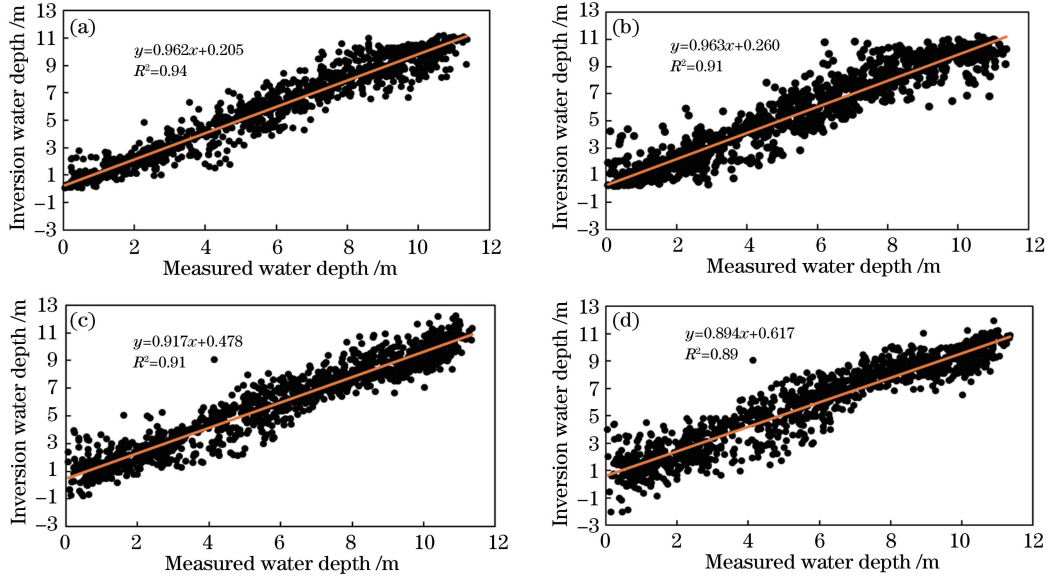 (a)
y=0.962x+0.205
R²=0.94
Inversion water depth /m
13
11
9
7
5
3
1
−1
−3
0 2 4 6 8 10 12
Measured water depth /m
(b)
y=0.963x+0.260
R²=0.91
Inversion water depth /m
13
11
9
7
5
3
1
−1
−3
0 2 4 6 8 10 12
Measured water depth /m
(c)
y=0.917x+0.478
R²=0.91
Inversion water depth /m
13
11
9
7
5
3
1
−1
−3
0 2 4 6 8 10 12
Measured water depth /m
(d)
y=0.894x+0.617
R²=0.89
Inversion water depth /m
13
11
9
7
5
3
1
−1
−3
0 2 4 6 8 10 12
Measured water depth /m